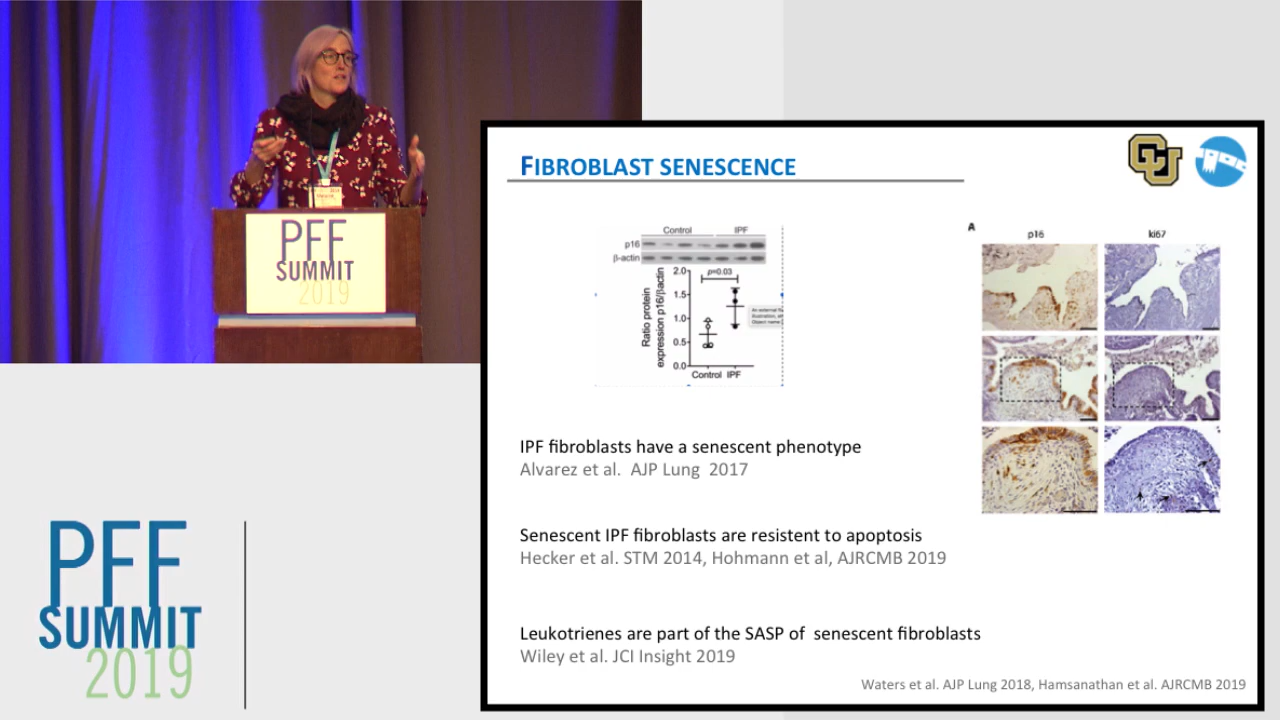 PFF
SUMMIT
2019
FIBROBLAST SENESCENCE
CU
Control IPF
p16
β-actin
p=0.03
2.0
1.5
1.0
0.5
0.0
Ratio protein
expression p16/βactin
Control IPF
A
p16 ki67
IPF fibroblasts have a senescent phenotype
Alvarez et al. AJP Lung 2017
Senescent IPF fibroblasts are resistent to apoptosis
Hecker et al. STM 2014, Hohmann et al, AJRCMB 2019
Leukotrienes are part of the SASP of senescent fibroblasts
Wiley et al. JCI Insight 2019
Waters et al. AJP Lung 2018, Hamsanathan et al. AJRCMB 2019
PFF
SUMMIT
2019